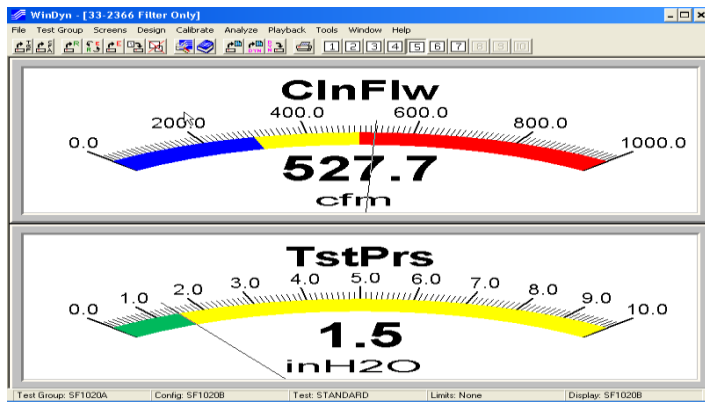 WinDyn - [33-2366 Filter Only]
File Test Group Screens Design Calibrate Analyze Playback Tools Window Help
1 2 3 4 5 6 7 8 9 10
ClnFlw
0.0 200.0 400.0 600.0 800.0 1000.0
527.7
cfm
TstPrs
0.0 1.0 2.0 3.0 4.0 5.0 6.0 7.0 8.0 9.0 10.0
1.5
inH2O
Test Group: SF1020A Config: SF1020B Test: STANDARD Limits: None Display: SF1020B